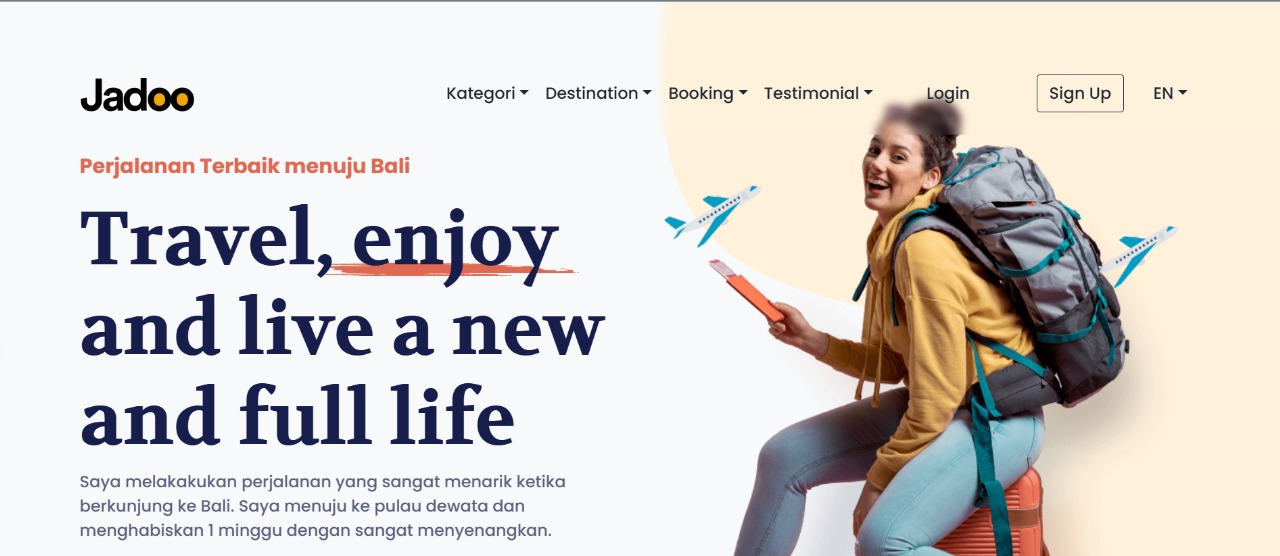 Jadoo
Kategori Destination Booking Testimonial Login Sign Up EN
Perjalanan Terbaik menuju Bali
Travel, enjoy
and live a new
and full life
Saya melakakukan perjalanan yang sangat menarik ketika
berkunjung ke Bali. Saya menuju ke pulau dewata dan
menghabiskan 1 minggu dengan sangat menyenangkan.